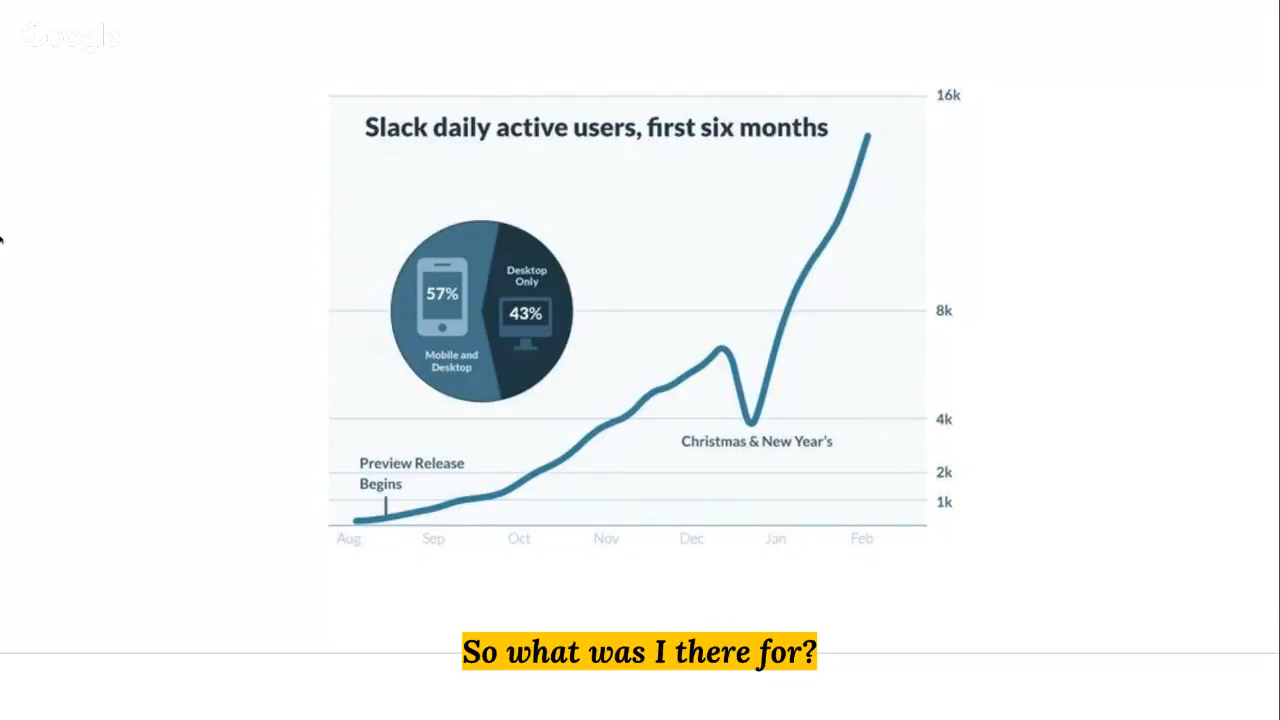 Google
16k
Slack daily active users, first six months
Desktop
Only
57%
43%
8k
Mobile and
Desktop
4k
Christmas & New Year's
Preview Release
Begins
2k
1k
Aug Sep Oct Nov Dec Jan Feb
So what was I there for?